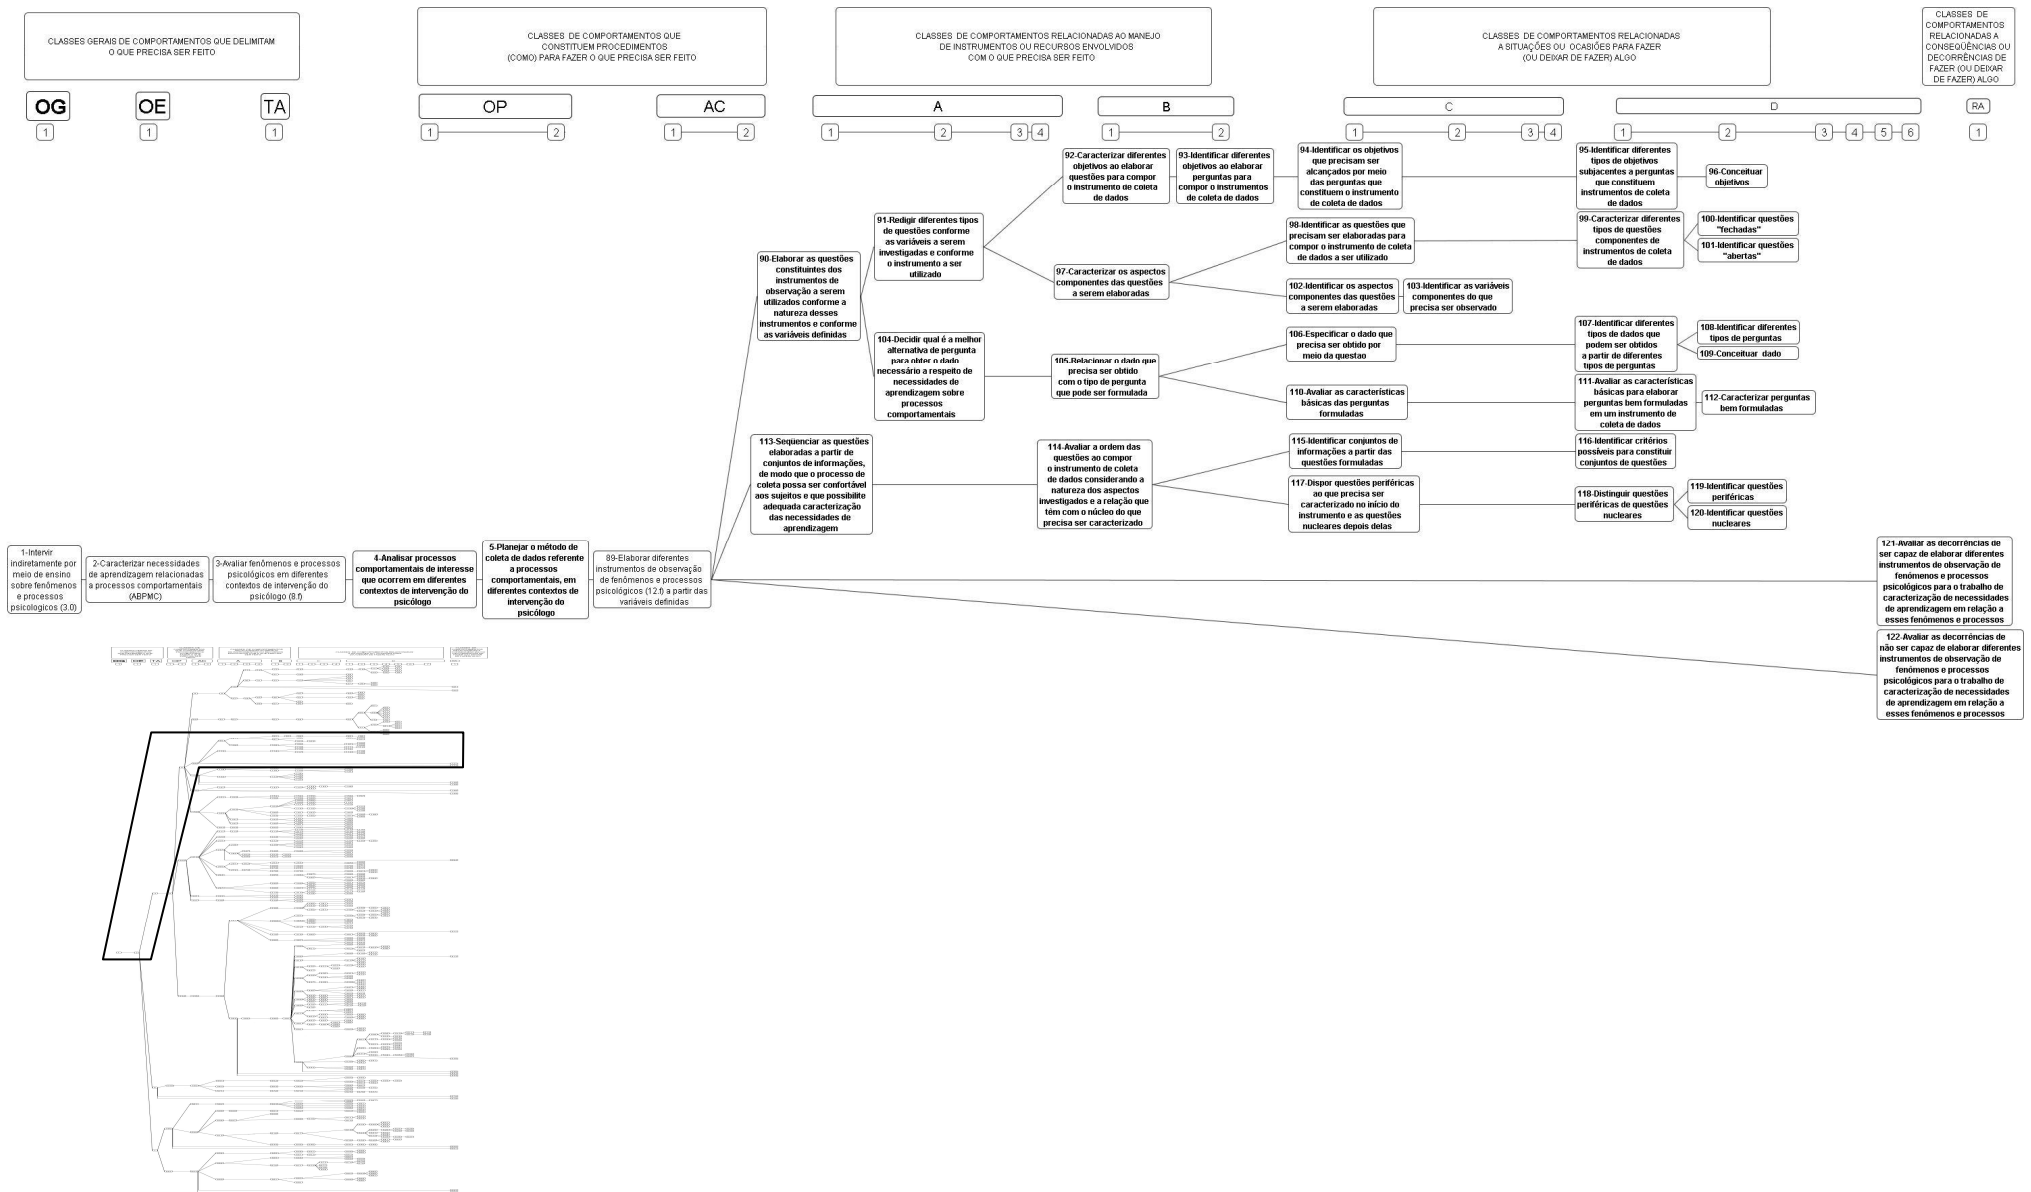 CLASSES GERAIS DE COMPORTAMENTOS QUE DELIMITAM
O QUE PRECISA SER FEITO
CLASSES DE COMPORTAMENTOS QUE
CONSTITUEM PROCEDIMENTOS
(COMO) PARA FAZER O QUE PRECISA SER FEITO
CLASSES DE COMPORTAMENTOS RELACIONADAS AO MANEJO
DE INSTRUMENTOS OU RECURSOS ENVOLVIDOS
COM O QUE PRECISA SER FEITO
CLASSES DE COMPORTAMENTOS RELACIONADAS
A SITUAÇÕES OU OCASIÕES PARA FAZER
(OU DEIXAR DE FAZER) ALGO
CLASSES DE
COMPORTAMENTOS
RELACIONADAS A
CONSEQÜÊNCIAS OU
DECORRÊNCIAS DE
FAZER (OU DEIXAR
DE FAZER) ALGO
OG
OE
TA
OP
AC
A
B
C
D
RA
1
1
1
1 2
1 2
1 2 3 4
1 2
1 2 3 4
1 2 3 4 5 6
1
92-Caracterizar diferentes
objetivos ao elaborar
questões para compor
o instrumento de coleta
de dados
93-Identificar diferentes
objetivos ao elaborar
perguntas para
compor o instrumentos
de coleta de dados
94-Identificar os objetivos
que precisam ser
alcançados por meio
das perguntas que
constituem o instrumento
de coleta de dados
95-Identificar diferentes
tipos de objetivos
subjacentes a perguntas
que constituem
instrumentos de coleta
de dados
96-Conceituar
objetivos
91-Redigir diferentes tipos
de questões conforme
as variáveis a serem
investigadas e conforme
o instrumento a ser
utilizado
98-Identificar as questões que
precisam ser elaboradas para
compor o instrumento de coleta
de dados a ser utilizado
99-Caracterizar diferentes
tipos de questões
componentes de
instrumentos de coleta
de dados
100-Identificar questões
"fechadas"
101-Identificar questões
"abertas"
90-Elaborar as questões
constituintes dos
instrumentos de
observação a serem
utilizados conforme a
natureza desses
instrumentos e conforme
as variáveis definidas
97-Caracterizar os aspectos
componentes das questões
a serem elaboradas
102-Identificar os aspectos
componentes das questões
a serem elaboradas
103-Identificar as variáveis
componentes do que
precisa ser observado
104-Decidir qual é a melhor
alternativa de pergunta
para obter o dado
necessário a respeito de
necessidades de
aprendizagem sobre
processos
comportamentais
105-Relacionar o dado que
precisa ser obtido
com o tipo de pergunta
que pode ser formulada
106-Especificar o dado que
precisa ser obtido por
meio da questao
107-Identificar diferentes
tipos de dados que
podem ser obtidos
a partir de diferentes
tipos de perguntas
108-Identificar diferentes
tipos de perguntas
109-Conceituar dado
110-Avaliar as características
básicas das perguntas
formuladas
111-Avaliar as características
básicas para elaborar
perguntas bem formuladas
em um instrumento de
coleta de dados
112-Caracterizar perguntas
bem formuladas
113-Seqüenciar as questões
elaboradas a partir de
conjuntos de informações,
de modo que o processo de
coleta possa ser confortável
aos sujeitos e que possibilite
adequada caracterização
das necessidades de
aprendizagem
114-Avaliar a ordem das
questões ao compor
o instrumento de coleta
de dados considerando a
natureza dos aspectos
investigados e a relação que
têm com o núcleo do que
precisa ser caracterizado
115-Identificar conjuntos de
informações a partir das
questões formuladas
116-Identificar critérios
possíveis para constituir
conjuntos de questões
117-Dispor questões periféricas
ao que precisa ser
caracterizado no início do
instrumento e as questões
nucleares depois delas
118-Distinguir questões
periféricas de questões
nucleares
119-Identificar questões
periféricas
120-Identificar questões
nucleares
1-Intervir
indiretamente por
meio de ensino
sobre fenômenos
e processos
psicologicos (3.0)
2-Caracterizar necessidades
de aprendizagem relacionadas
a processos comportamentais
(ABPMC)
3-Avaliar fenômenos e processos
psicológicos em diferentes
contextos de intervenção do
psicólogo (8.f)
4-Analisar processos
comportamentais de interesse
que ocorrem em diferentes
contextos de intervenção do
psicólogo
5-Planejar o método de
coleta de dados referente
a processos
comportamentais, em
diferentes contextos de
intervenção do
psicólogo
89-Elaborar diferentes
instrumentos de observação
de fenômenos e processos
psicológicos (12.f) a partir das
variáveis definidas
121-Avaliar as decorrências de
ser capaz de elaborar diferentes
instrumentos de observação de
fenômenos e processos
psicológicos para o trabalho de
caracterização de necessidades
de aprendizagem em relação a
esses fenômenos e processos
122-Avaliar as decorrências de
não ser capaz de elaborar diferentes
instrumentos de observação de
fenômenos e processos
psicológicos para o trabalho de
caracterização de necessidades
de aprendizagem em relação a
esses fenômenos e processos